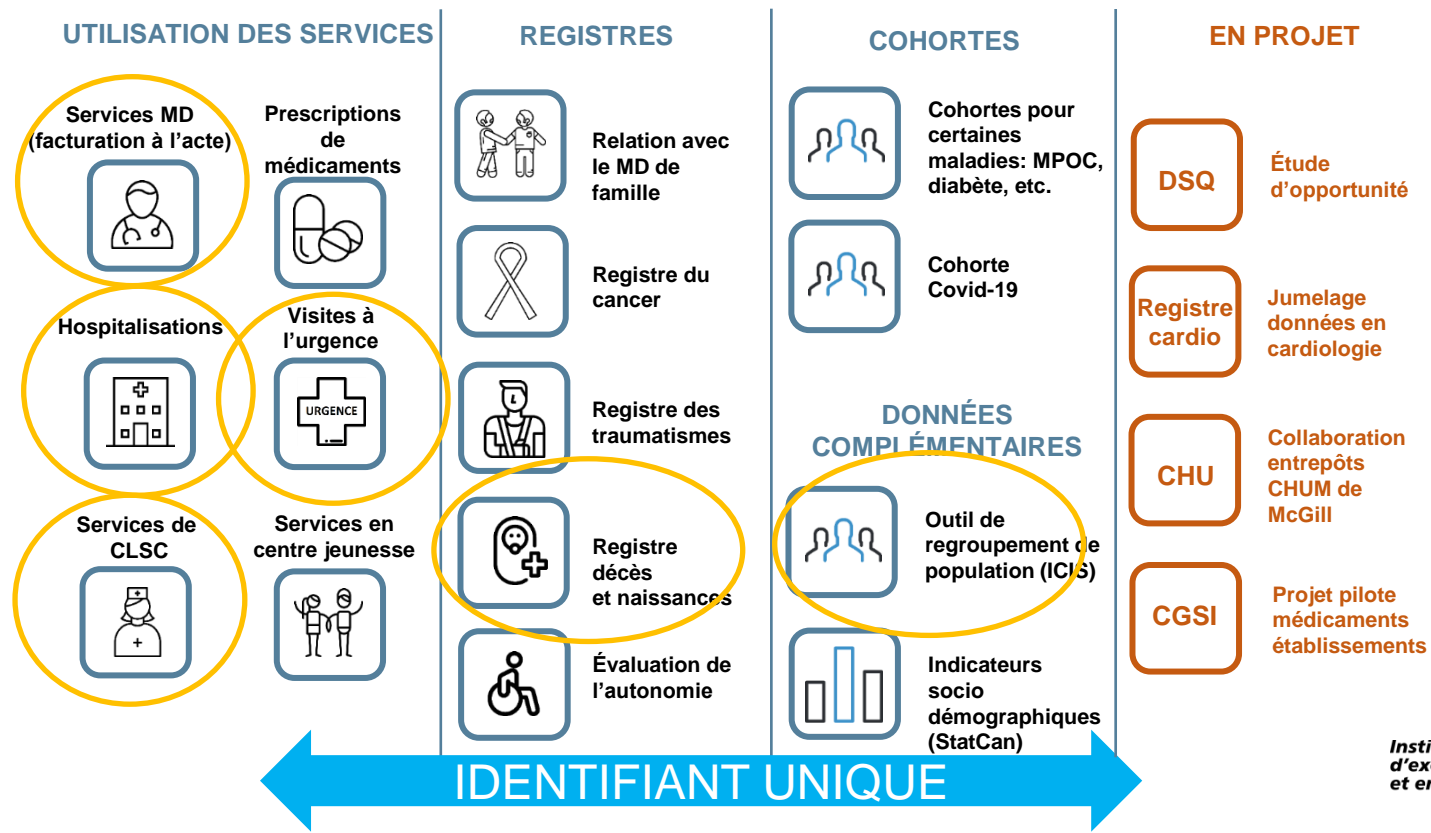 UTILISATION DES SERVICES
Services MD
(facturation à l'acte)
Prescriptions
de
médicaments
Hospitalisations
Visites à
l'urgence
URGENCE
Services de
CLSC
Services en
centre jeunesse
REGISTRES
Relation avec
le MD de
famille
Registre du
cancer
Registre des
traumatismes
Registre
décès
et naissances
Évaluation de
l'autonomie
COHORTES
Cohortes pour
certaines
maladies: MPOC,
diabète, etc.
Cohorte
Covid-19
DONNÉES
COMPLÉMENTAIRES
Outil de
regroupement de
population (ICIS)
Indicateurs
socio
démographiques
(StatCan)
EN PROJET
DSQ
Étude
d'opportunité
Registre
cardio
Jumelage
données en
cardiologie
CHU
Collaboration
entrepôts
CHUM de
McGill
CGSI
Projet pilote
médicaments
établissements
IDENTIFIANT UNIQUE
Insti
d'ex
et e